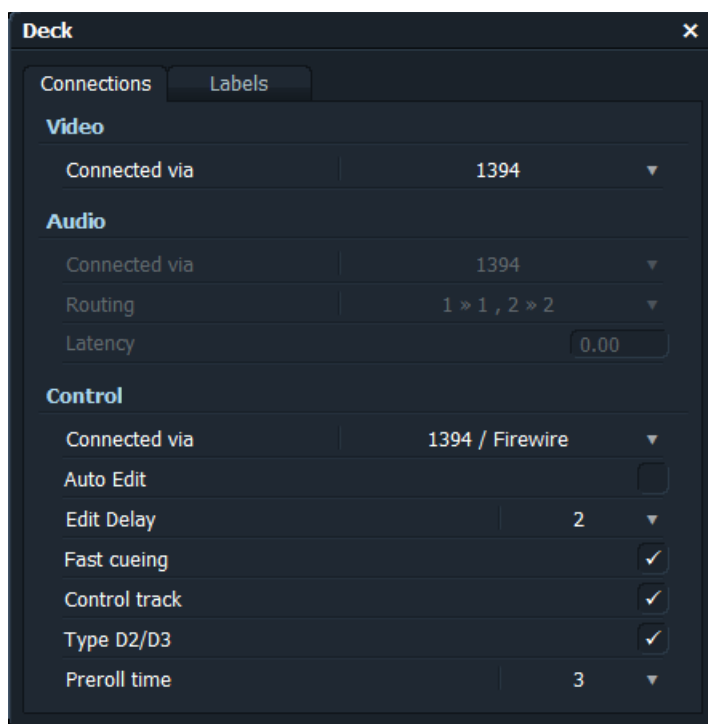 Deck
Connections Labels
Video
Connected via 1394
Audio
Connected via 1394
Routing 1 » 1 , 2 » 2
Latency 0.00
Control
Connected via 1394 / Firewire
Auto Edit
Edit Delay 2
Fast cueing
Control track
Type D2/D3
Preroll time 3